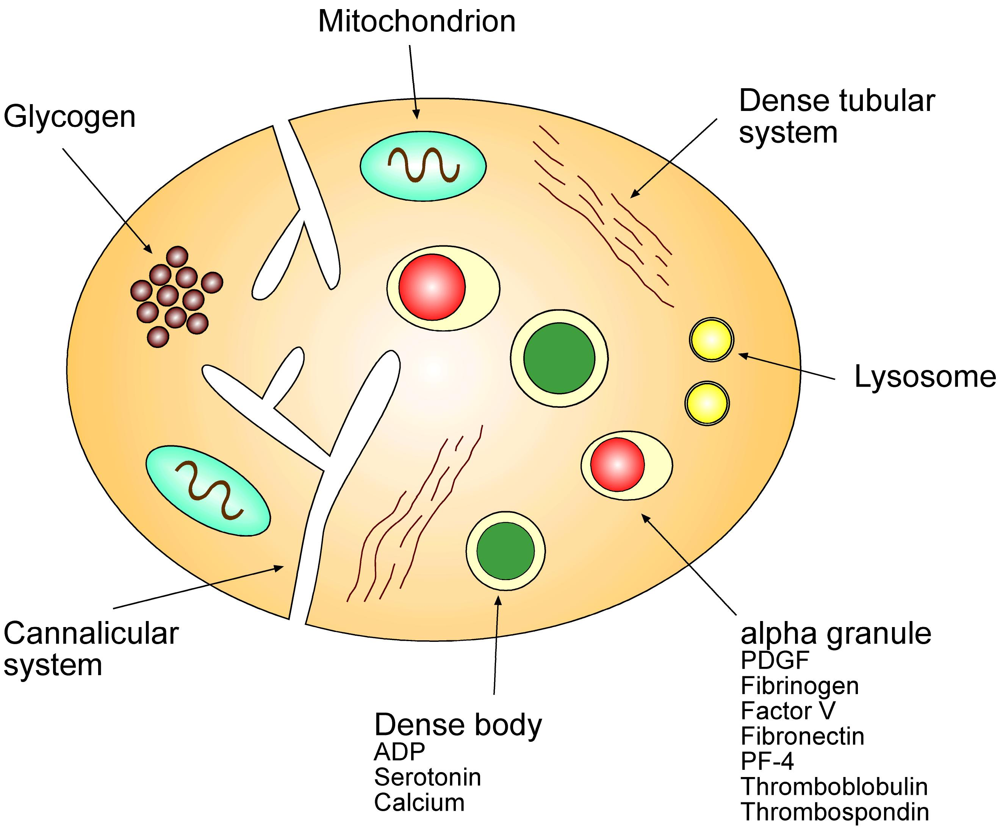 Mitochondrion
Glycogen
Dense tubular
system
Lysosome
Cannalicular
system
Dense body
ADP
Serotonin
Calcium
alpha granule
PDGF
Fibrinogen
Factor V
Fibronectin
PF-4
Thromboblobulin
Thrombospondin